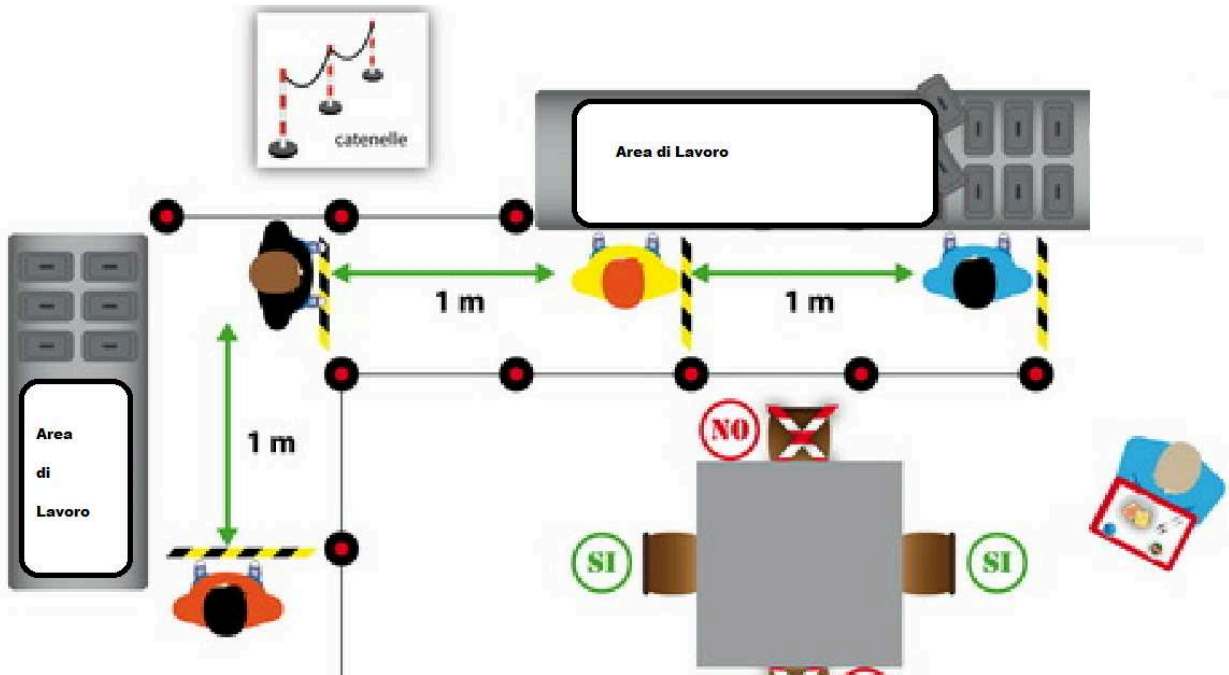 catenelle
Area di Lavoro
1 m
1 m
Area
di
Lavoro
1 m
NO
SI
SI